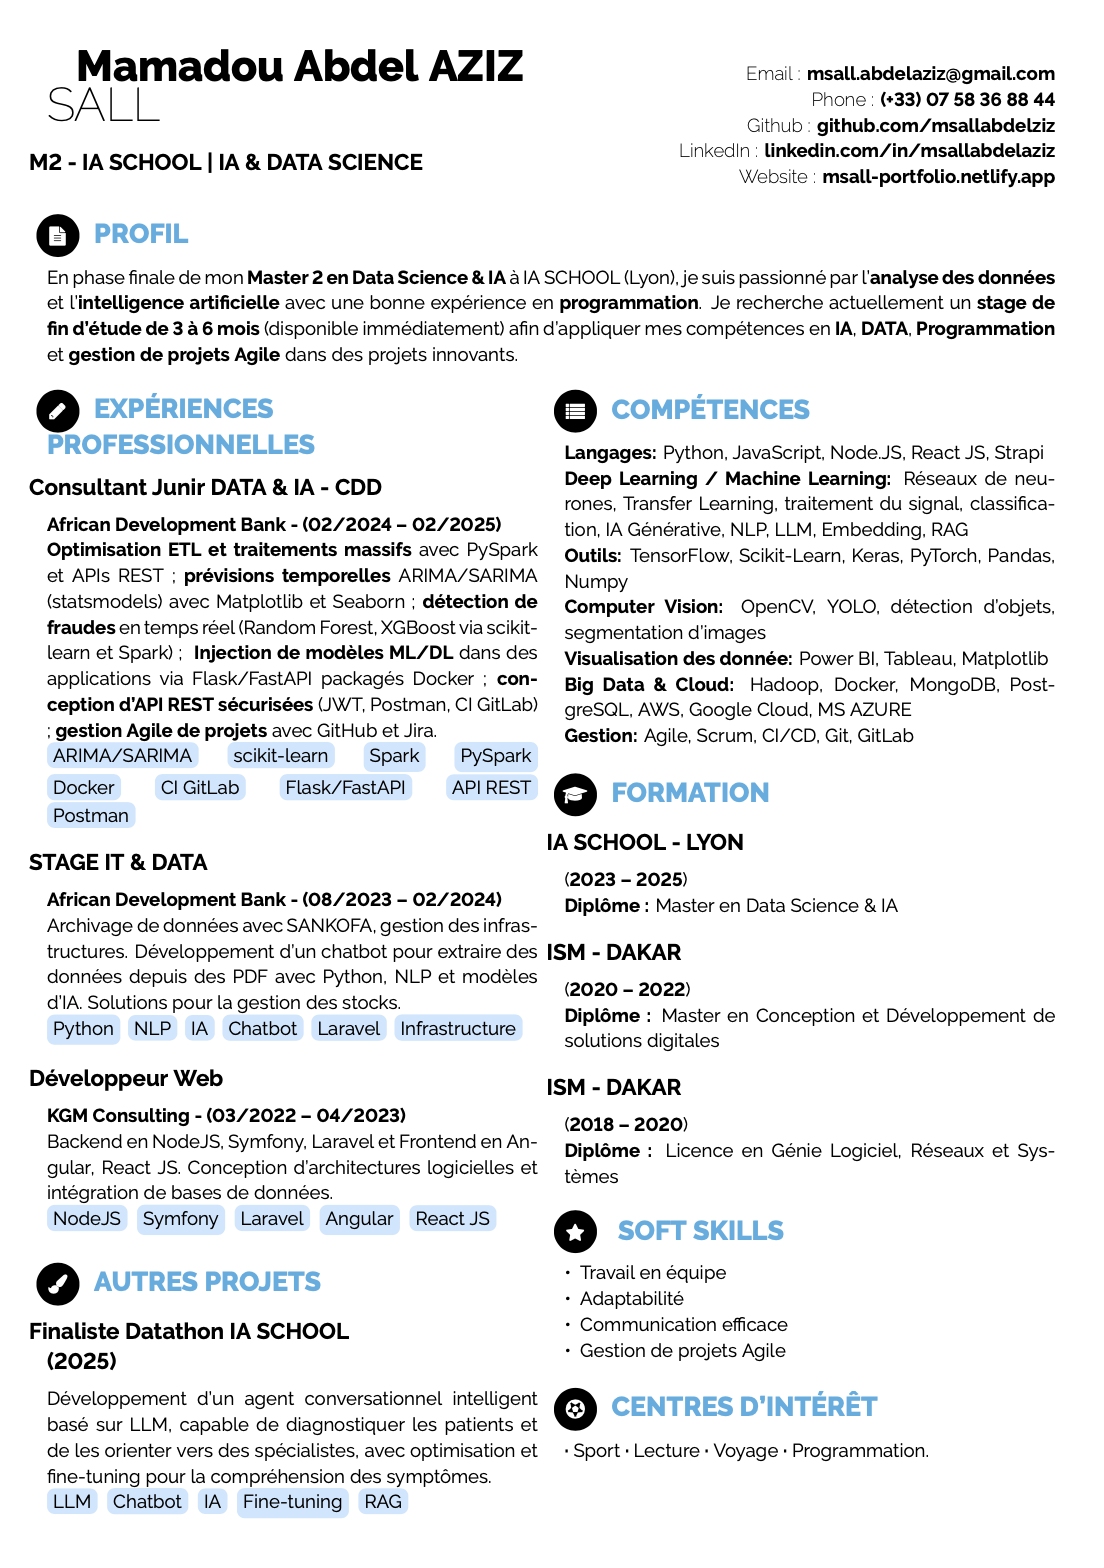 Mamadou Abdel AZIZ
SALL
M2 - IA SCHOOL | IA & DATA SCIENCE
Email : msall.abdelaziz@gmail.com
Phone : (+33) 07 58 36 88 44
Github : github.com/msallabdelziz
LinkedIn : linkedin.com/in/msallabdelaziz
Website : msall-portfolio.netlify.app
PROFIL
En phase finale de mon Master 2 en Data Science & IA à IA SCHOOL (Lyon), je suis passionné par l'analyse des données
et l'intelligence artificielle avec une bonne expérience en programmation. Je recherche actuellement un stage de
fin d'étude de 3 à 6 mois (disponible immédiatement) afin d'appliquer mes compétences en IA, DATA, Programmation
et gestion de projets Agile dans des projets innovants.
EXPÉRIENCES
PROFESSIONNELLES
Consultant Junir DATA & IA - CDD
African Development Bank - (02/2024 – 02/2025)
Optimisation ETL et traitements massifs avec PySpark
et APIs REST ; prévisions temporelles ARIMA/SARIMA
(statsmodels) avec Matplotlib et Seaborn ; détection de
fraudes en temps réel (Random Forest, XGBoost via scikit-
learn et Spark) ; Injection de modèles ML/DL dans des
applications via Flask/FastAPI packagés Docker ; con-
ception d'API REST sécurisées (JWT, Postman, CI GitLab)
; gestion Agile de projets avec GitHub et Jira.
ARIMA/SARIMA scikit-learn Spark PySpark
Docker CI GitLab Flask/FastAPI API REST
Postman
STAGE IT & DATA
African Development Bank - (08/2023 – 02/2024)
Archivage de données avec SANKOFA, gestion des infras-
tructures. Développement d'un chatbot pour extraire des
données depuis des PDF avec Python, NLP et modèles
d'IA. Solutions pour la gestion des stocks.
Python NLP IA Chatbot Laravel Infrastructure
Développeur Web
KGM Consulting - (03/2022 – 04/2023)
Backend en NodeJS, Symfony, Laravel et Frontend en An-
gular, React JS. Conception d'architectures logicielles et
intégration de bases de données.
NodeJS Symfony Laravel Angular React JS
AUTRES PROJETS
Finaliste Datathon IA SCHOOL
(2025)
Développement d'un agent conversationnel intelligent
basé sur LLM, capable de diagnostiquer les patients et
de les orienter vers des spécialistes, avec optimisation et
fine-tuning pour la compréhension des symptômes.
LLM Chatbot IA Fine-tuning RAG
COMPÉTENCES
Langages: Python, JavaScript, Node.JS, React JS, Strapi
Deep Learning / Machine Learning: Réseaux de neu-
rones, Transfer Learning, traitement du signal, classifica-
tion, IA Générative, NLP, LLM, Embedding, RAG
Outils: TensorFlow, Scikit-Learn, Keras, PyTorch, Pandas,
Numpy
Computer Vision: OpenCV, YOLO, détection d'objets,
segmentation d'images
Visualisation des donnée: Power BI, Tableau, Matplotlib
Big Data & Cloud: Hadoop, Docker, MongoDB, Post-
greSQL, AWS, Google Cloud, MS AZURE
Gestion: Agile, Scrum, CI/CD, Git, GitLab
FORMATION
IA SCHOOL - LYON
(2023 – 2025)
Diplôme : Master en Data Science & IA
ISM - DAKAR
(2020 – 2022)
Diplôme : Master en Conception et Développement de
solutions digitales
ISM - DAKAR
(2018 – 2020)
Diplôme : Licence en Génie Logiciel, Réseaux et Sys-
tèmes
SOFT SKILLS
• Travail en équipe
• Adaptabilité
• Communication efficace
• Gestion de projets Agile
CENTRES D'INTÉRÊT
· Sport · Lecture · Voyage · Programmation.